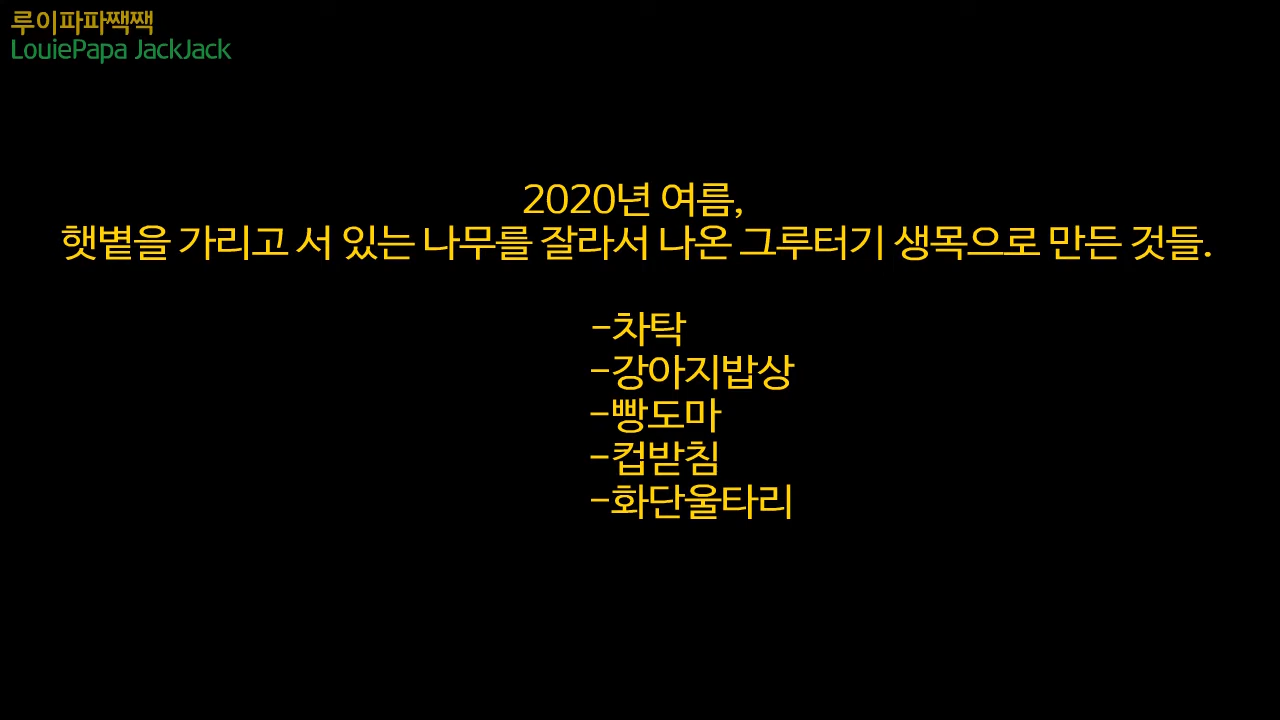 루이파파짹짹
LouiePapa JackJack
2020년 여름,
햇볕을 가리고 서 있는 나무를 잘라서 나온 그루터기 생목으로 만든 것들.
-차탁
-강아지밥상
-빵도마
-컵받침
-화단울타리